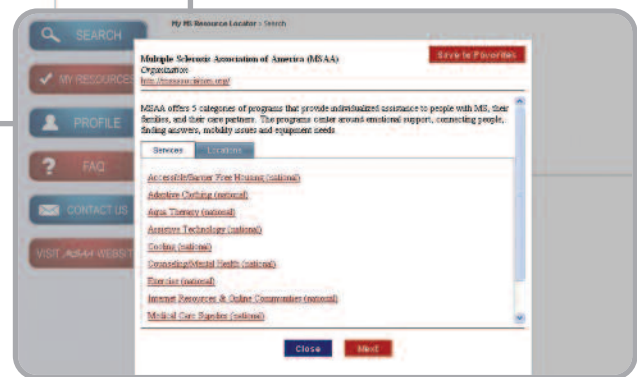 My MS Resource Locator > Search
SEARCH
MY RESOURCES
PROFILE
FAQ
CONTACT US
VISIT MSAA WEBSIT
Save to Favorites
Multiple Sclerosis Association of America (MSAA)
Organization
MSAA offers 5 categories of programs that provide individualized assistance to people with MS, their
families, and their care partners. The programs center around emotional support, connecting people,
finding answers, mobility issues and equipment needs.
Services Locations
Accessible/Barrier Free Housing (national)
Adaptive Clothing (national)
Aqua Therapy (national)
Assistive Technology (national)
Cooling (national)
Counseling/Mental Health (national)
Exercise (national)
Internet Resources & Online Communities (national)
Medical Care Supplies (national)
Close Next